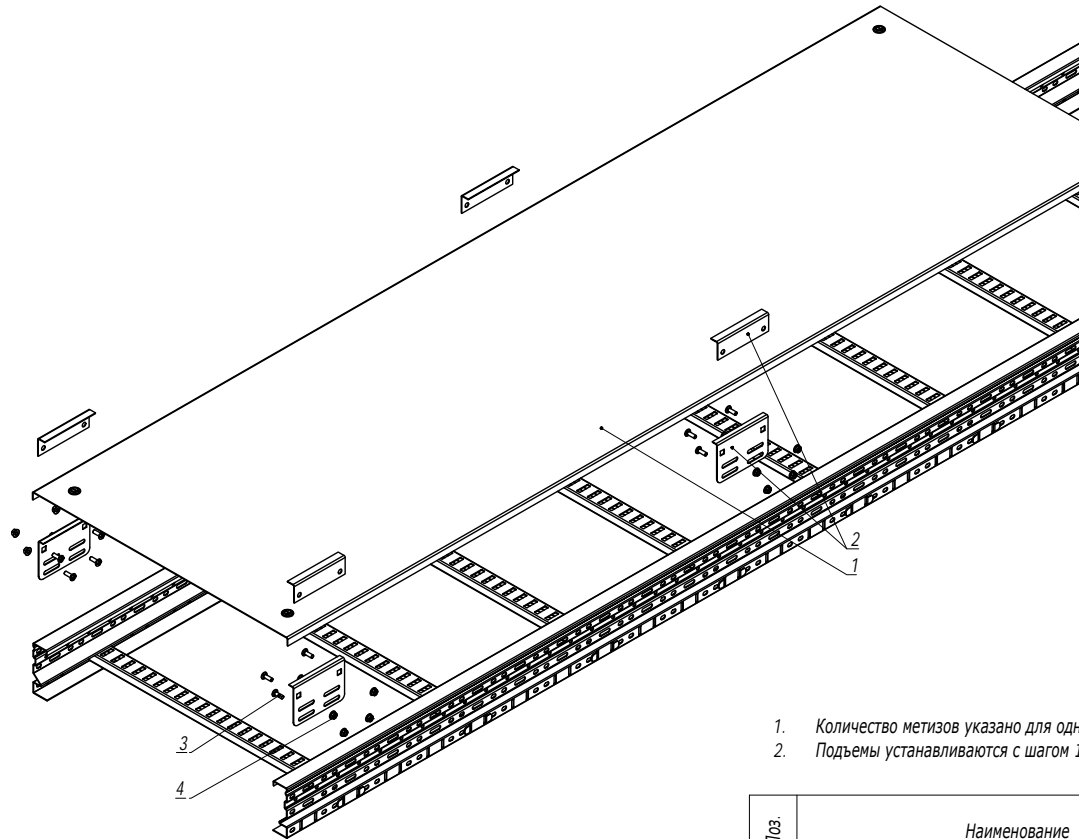 2
1
3
4
1. Количество метизов указано для одн
2. Подъемы устанавливаются с шагом 1
Поз.
Наименование